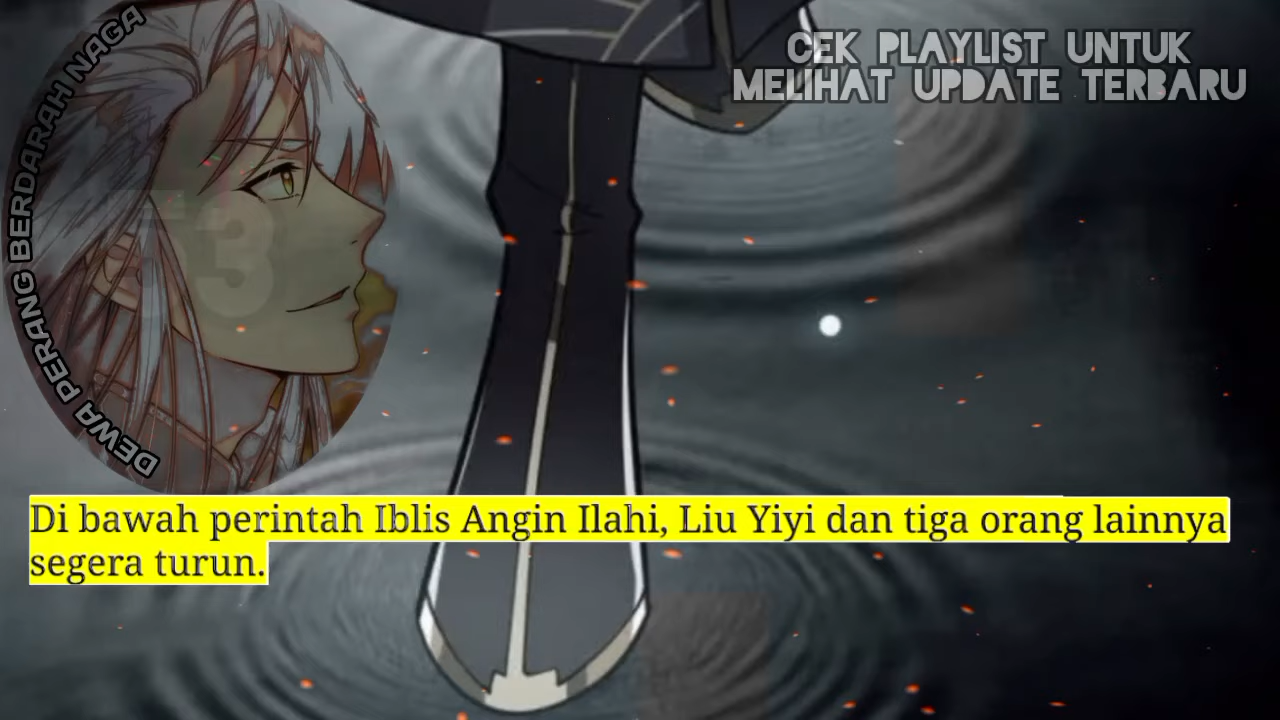 DEWA PERANG BERDARAH NAGA
CEK PLAYLIST UNTUK
MELIHAT UPDATE TERBARU
Di bawah perintah Iblis Angin Ilahi, Liu Yiyi dan tiga orang lainnya
segera turun.